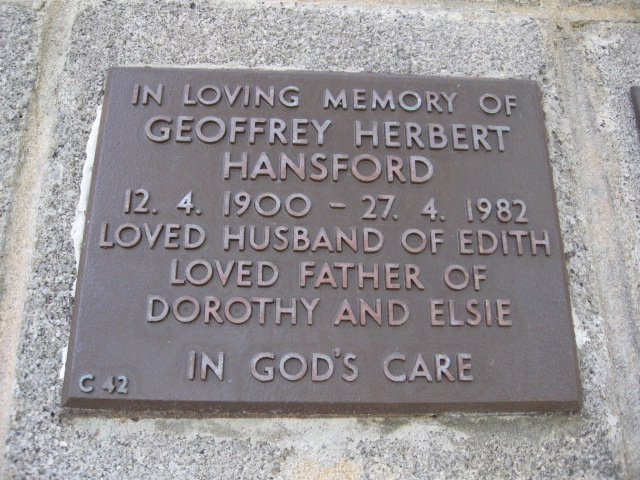 IN LOVING MEMORY OF
GEOFFREY HERBERT
HANSFORD
12. 4. 1900 - 27. 4. 1982
LOVED HUSBAND OF EDITH
LOVED FATHER OF
DOROTHY AND ELSIE
IN GOD'S CARE
C 42